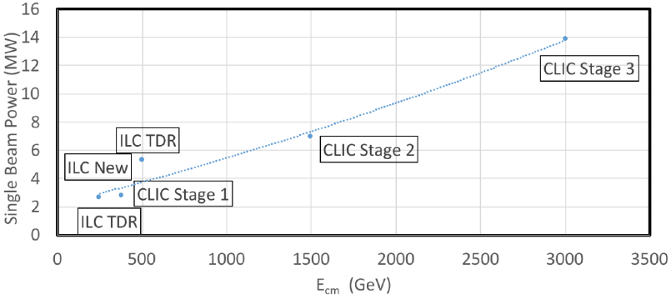 16
14
12
10
8
6
4
2
0
Single Beam Power (MW)
CLIC Stage 3
ILC TDR
CLIC Stage 2
ILC New
CLIC Stage 1
ILC TDR
0 500 1000 1500 2000 2500 3000 3500
Ecm (GeV)